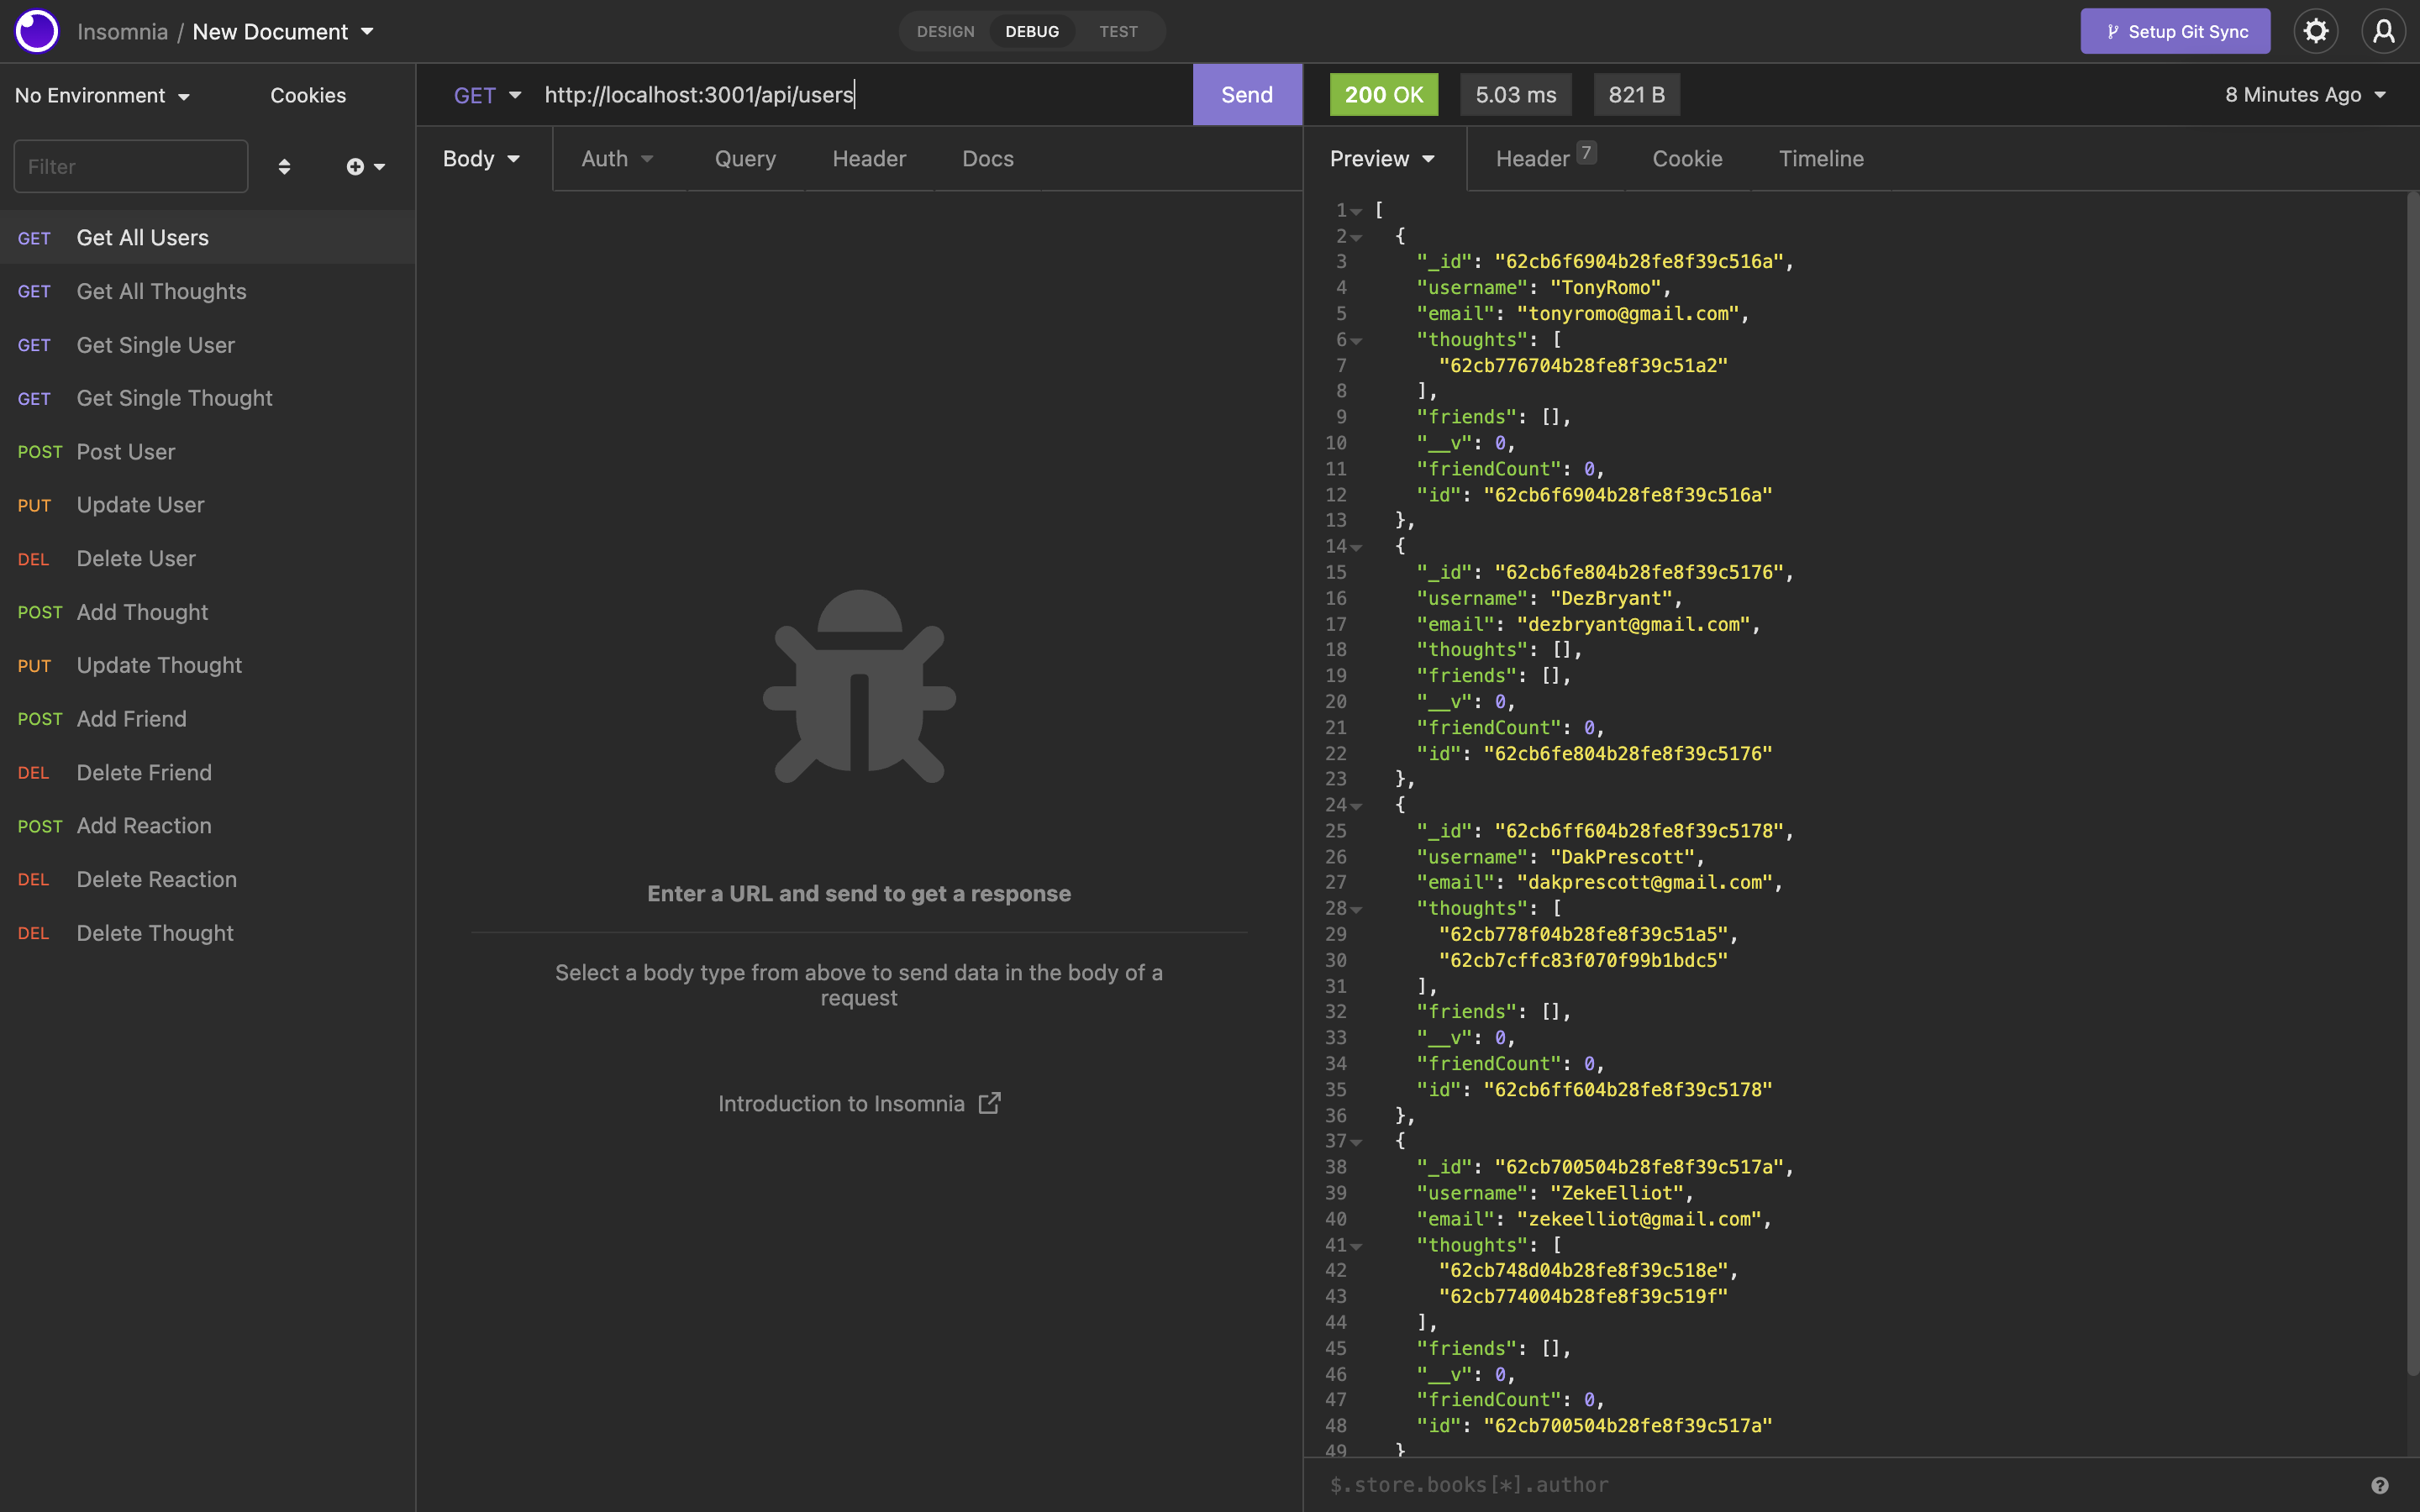 Insomnia / New Document
DESIGN DEBUG TEST
Setup Git Sync
No Environment Cookies
GET http://localhost:3001/api/users Send
200 OK 5.03 ms 821 B 8 Minutes Ago
Filter
Body Auth Query Header Docs
Preview Header 7 Cookie Timeline
GET Get All Users
GET Get All Thoughts
GET Get Single User
GET Get Single Thought
POST Post User
PUT Update User
DEL Delete User
POST Add Thought
PUT Update Thought
POST Add Friend
DEL Delete Friend
POST Add Reaction
DEL Delete Reaction
DEL Delete Thought
Enter a URL and send to get a response
Select a body type from above to send data in the body of a
request
Introduction to Insomnia
1 [
2 {
3 "_id": "62cb6f6904b28fe8f39c516a",
4 "username": "TonyRomo",
5 "email": "tonyromo@gmail.com",
6 "thoughts": [
7 "62cb776704b28fe8f39c51a2"
8 ],
9 "friends": [],
10 "__v": 0,
11 "friendCount": 0,
12 "id": "62cb6f6904b28fe8f39c516a"
13 },
14 {
15 "_id": "62cb6fe804b28fe8f39c5176",
16 "username": "DezBryant",
17 "email": "dezbryant@gmail.com",
18 "thoughts": [],
19 "friends": [],
20 "__v": 0,
21 "friendCount": 0,
22 "id": "62cb6fe804b28fe8f39c5176"
23 },
24 {
25 "_id": "62cb6ff604b28fe8f39c5178",
26 "username": "DakPrescott",
27 "email": "dakprescott@gmail.com",
28 "thoughts": [
29 "62cb778f04b28fe8f39c51a5",
30 "62cb7cffc83f070f99b1bdc5"
31 ],
32 "friends": [],
33 "__v": 0,
34 "friendCount": 0,
35 "id": "62cb6ff604b28fe8f39c5178"
36 },
37 {
38 "_id": "62cb700504b28fe8f39c517a",
39 "username": "ZekeElliot",
40 "email": "zekeelliot@gmail.com",
41 "thoughts": [
42 "62cb748d04b28fe8f39c518e",
43 "62cb774004b28fe8f39c519f"
44 ],
45 "friends": [],
46 "__v": 0,
47 "friendCount": 0,
48 "id": "62cb700504b28fe8f39c517a"
49 }
$.store.books[*].author